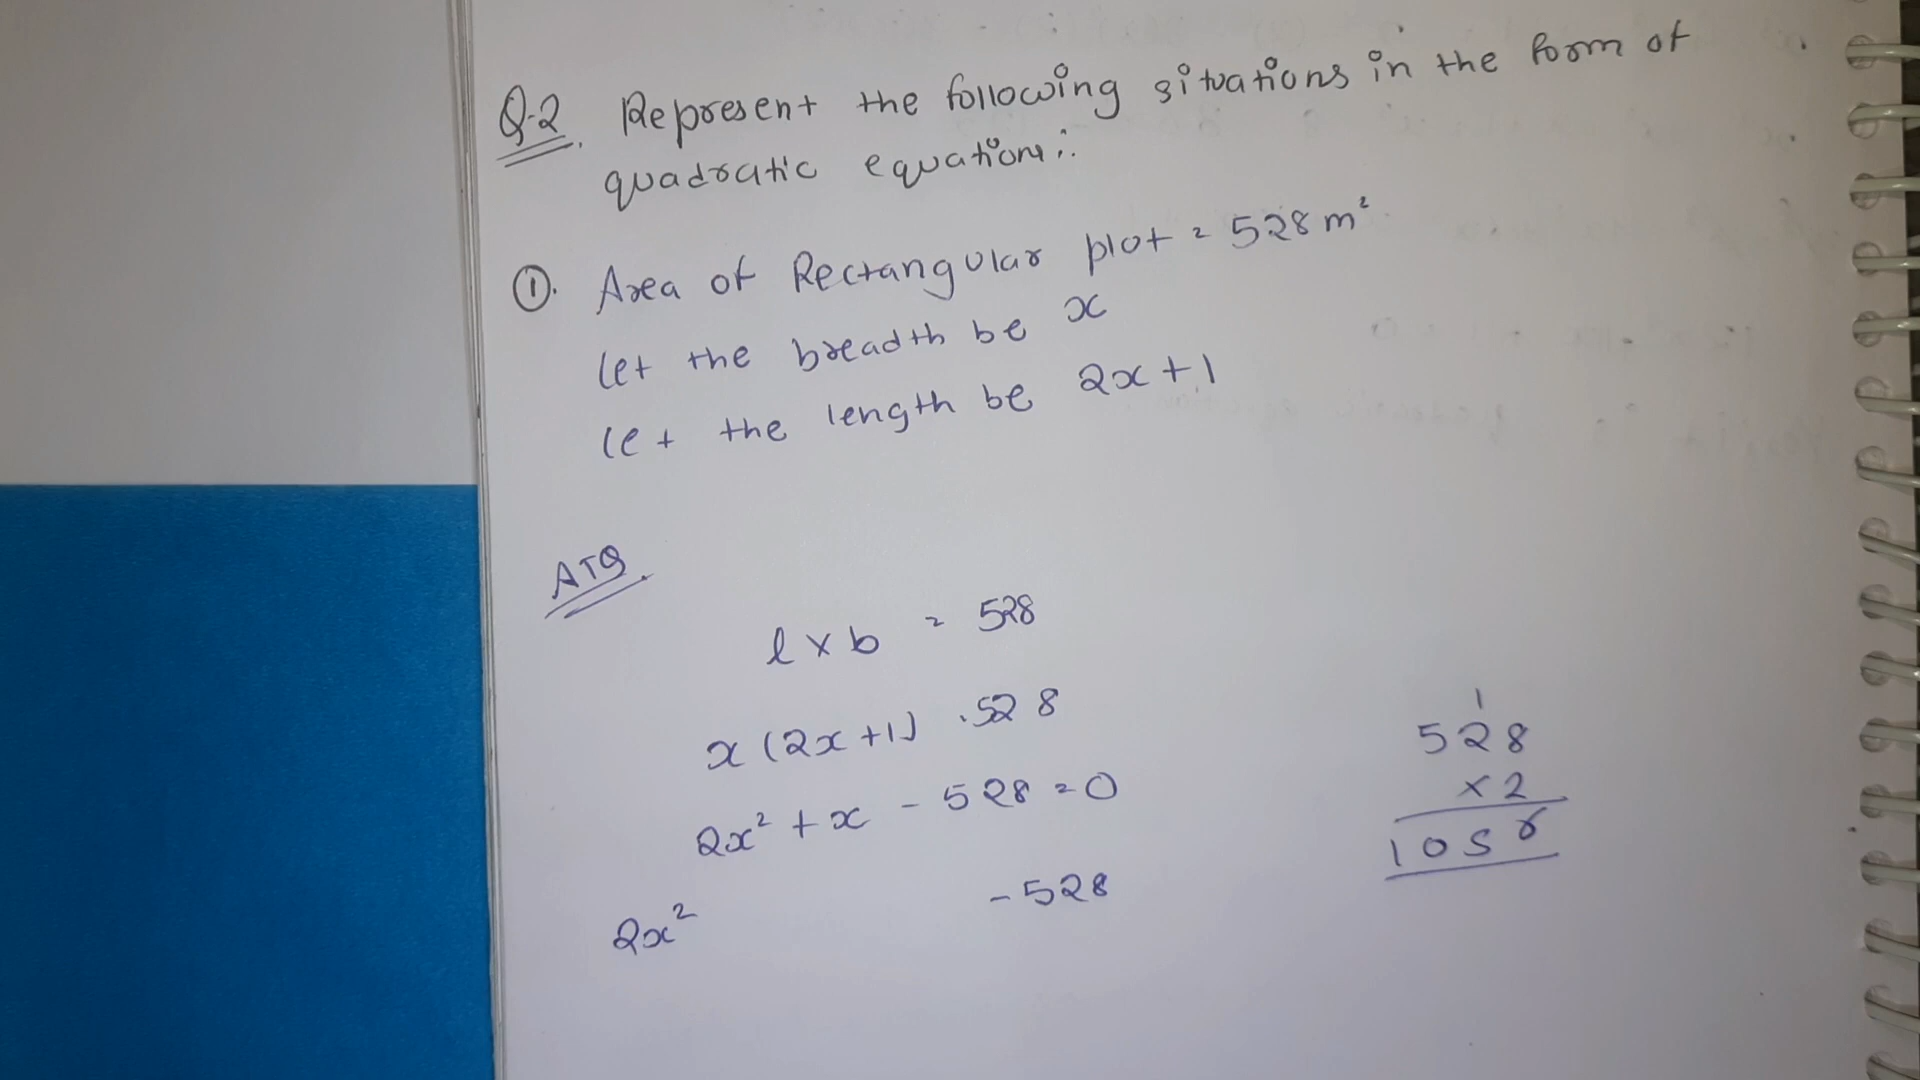 Q-2. Represent the following situations in the form of
quadratic equation:.
①. Area of Rectangular plot = 528 m²
Let the breadth be x
let the length be 2x+1
ATQ
l x b = 528
x (2x+1) . 528
2x² + x - 528 = 0
2x² - 528
1
528
x 2
1056